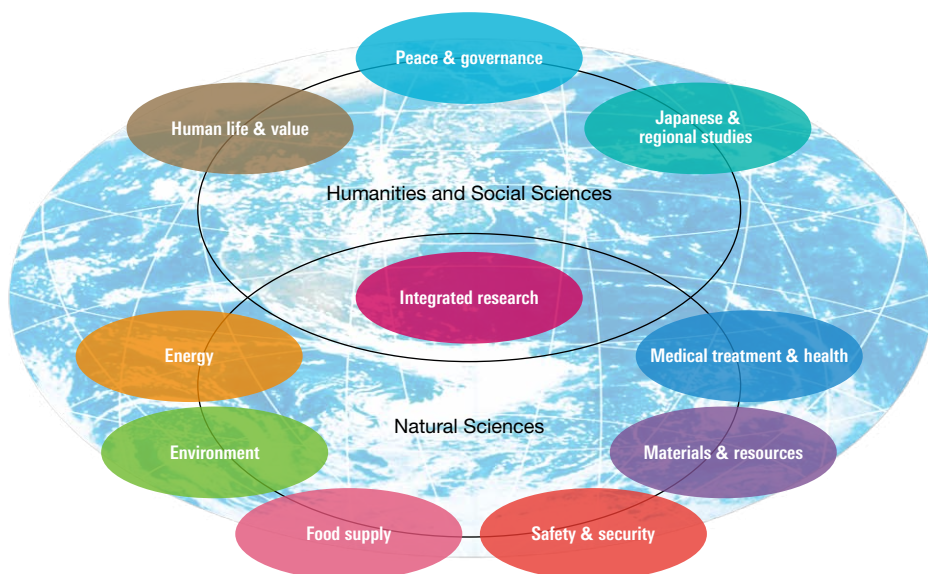 Peace & governance
Human life & value
Japanese &
regional studies
Humanities and Social Sciences
Integrated research
Energy
Medical treatment & health
Natural Sciences
Environment
Materials & resources
Food supply
Safety & security